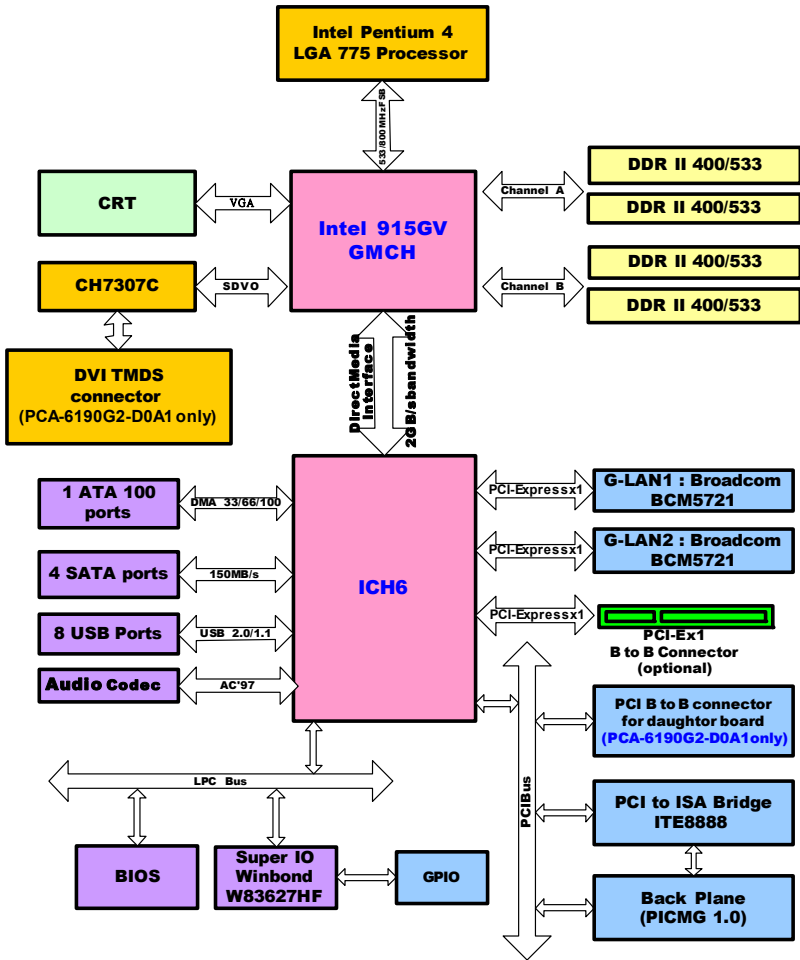 Intel Pentium 4
LGA 775 Processor
533/800MHzFSB
CRT
VGA
Intel 915GV
GMCH
Channel A
DDR II 400/533
DDR II 400/533
CH7307C
SDVO
Channel B
DDR II 400/533
DDR II 400/533
DVI TMDS
connector
(PCA-6190G2-D0A1 only)
DirectMedia
Interface
2GB/sbandwidth
1 ATA 100
ports
DMA 33/66/100
4 SATA ports
150MB/s
8 USB Ports
USB 2.0/1.1
Audio Codec
AC'97
ICH6
PCI-Expressx1
G-LAN1 : Broadcom
BCM5721
PCI-Expressx1
G-LAN2 : Broadcom
BCM5721
PCI-Expressx1
PCI-Ex1
B to B Connector
(optional)
PCI B to B connector
for daughtor board
(PCA-6190G2-D0A1only)
PCIBus
PCI to ISA Bridge
ITE8888
Back Plane
(PICMG 1.0)
LPC Bus
BIOS
Super IO
Winbond
W83627HF
GPIO